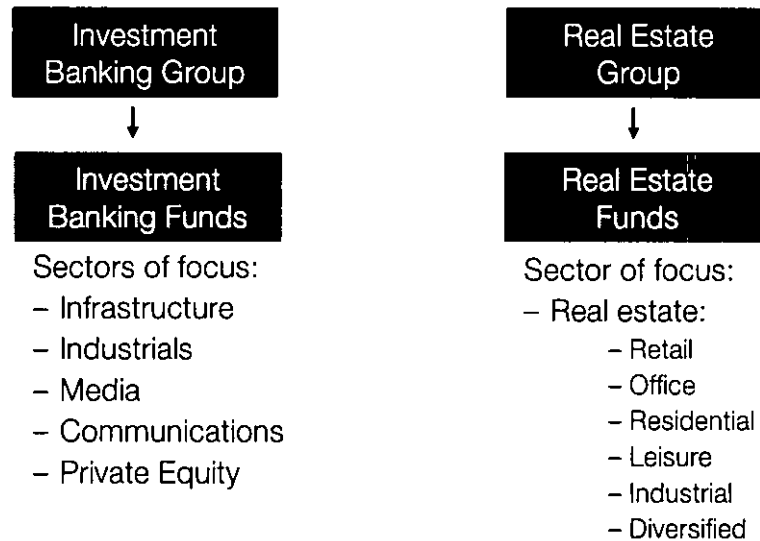 Investment
Banking Group
Investment
Banking Funds
Sectors of focus:
– Infrastructure
– Industrials
– Media
– Communications
– Private Equity
Real Estate
Group
Real Estate
Funds
Sector of focus:
– Real estate:
– Retail
– Office
– Residential
– Leisure
– Industrial
– Diversified